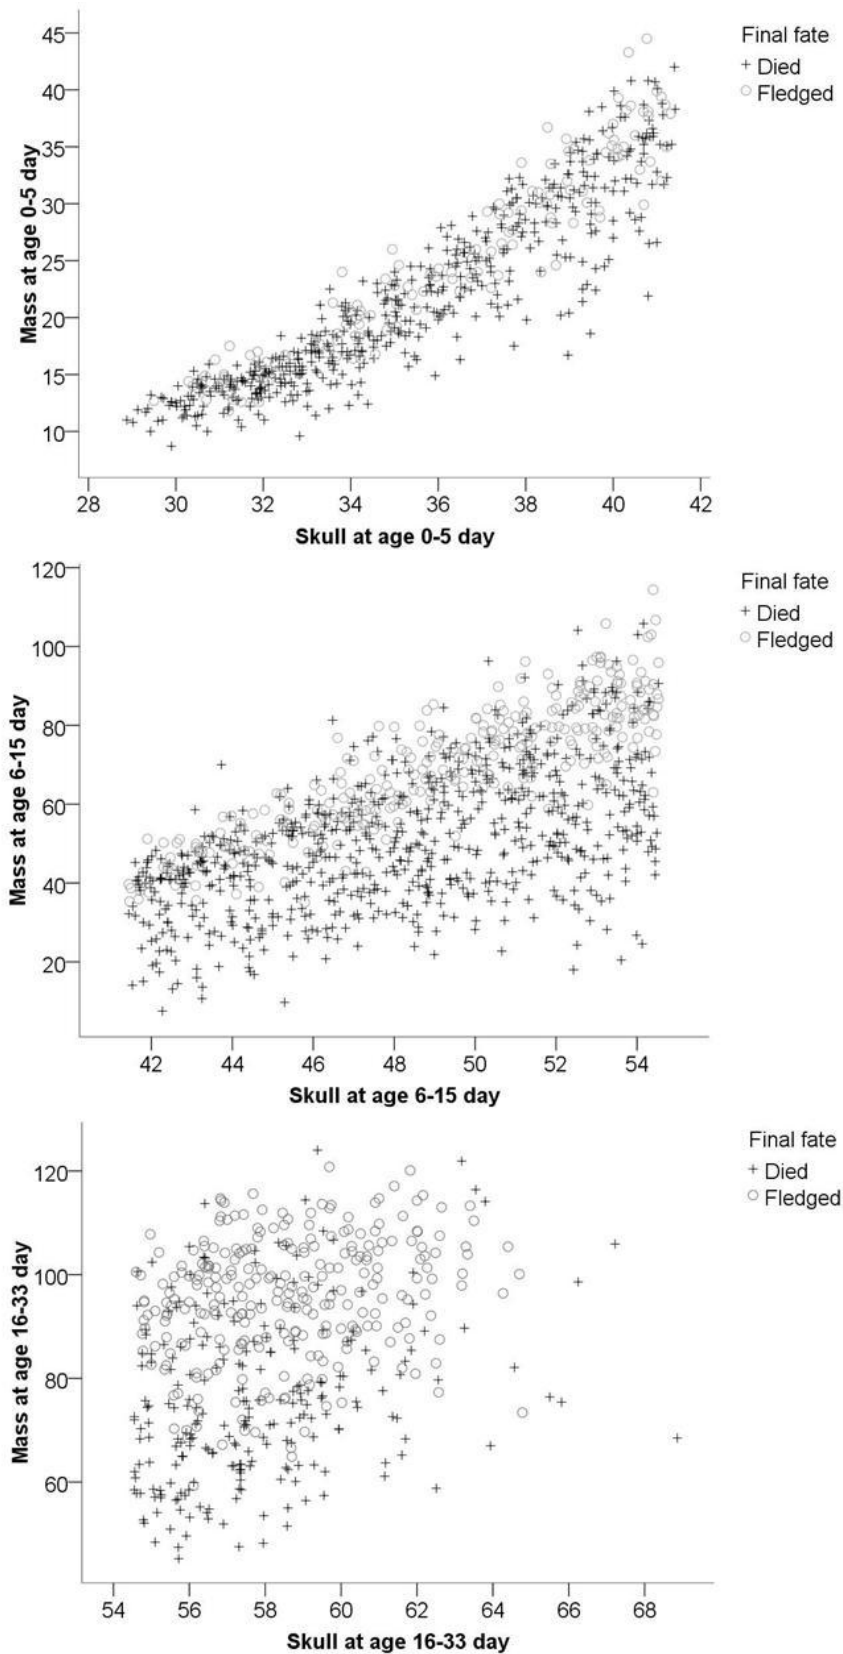 Final fate
+ Died
○ Fledged
45
40
35
30
25
20
15
10
Mass at age 0-5 day
28 30 32 34 36 38 40 42
Skull at age 0-5 day
Final fate
+ Died
○ Fledged
120
100
80
60
40
20
Mass at age 6-15 day
42 44 46 48 50 52 54
Skull at age 6-15 day
Final fate
+ Died
○ Fledged
120
100
80
60
Mass at age 16-33 day
54 56 58 60 62 64 66 68
Skull at age 16-33 day